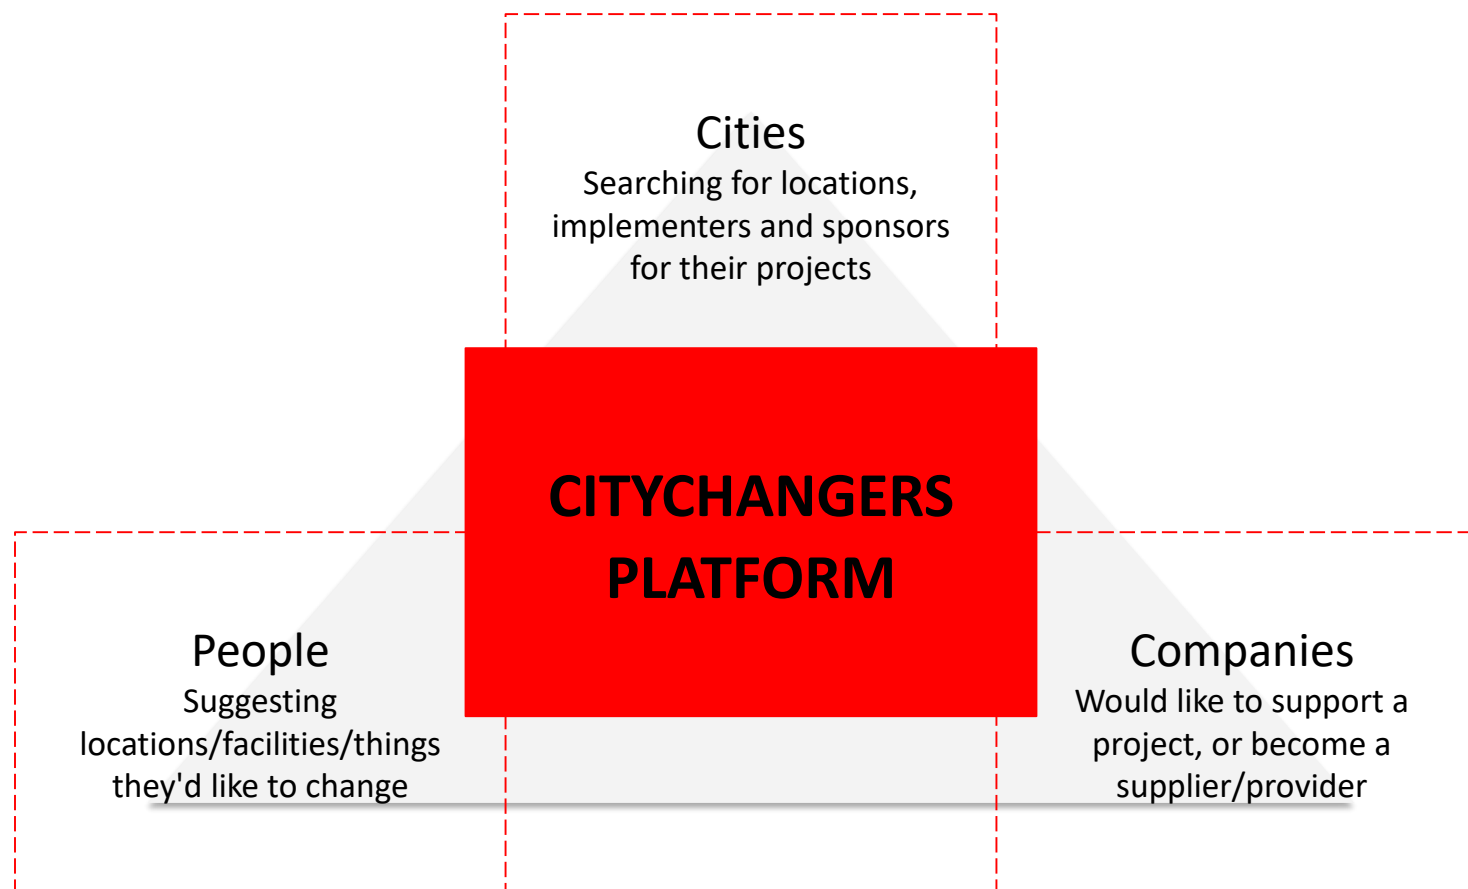 Cities
Searching for locations,
implementers and sponsors
for their projects
CITYCHANGERS
PLATFORM
People
Suggesting
locations/facilities/things
they'd like to change
Companies
Would like to support a
project, or become a
supplier/provider